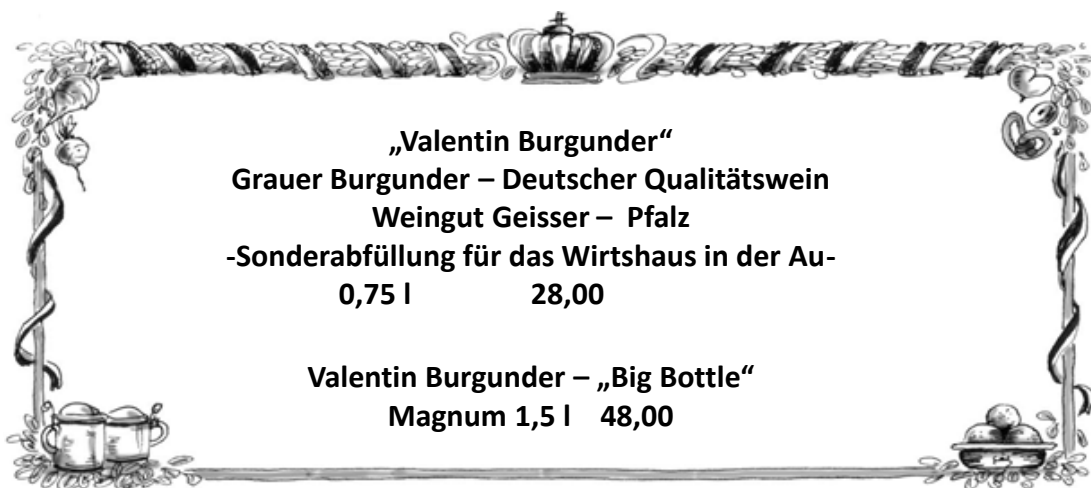 „Valentin Burgunder“
Grauer Burgunder – Deutscher Qualitätswein
Weingut Geisser – Pfalz
-Sonderabfüllung für das Wirtshaus in der Au-
0,75 l 28,00
Valentin Burgunder – „Big Bottle“
Magnum 1,5 l 48,00